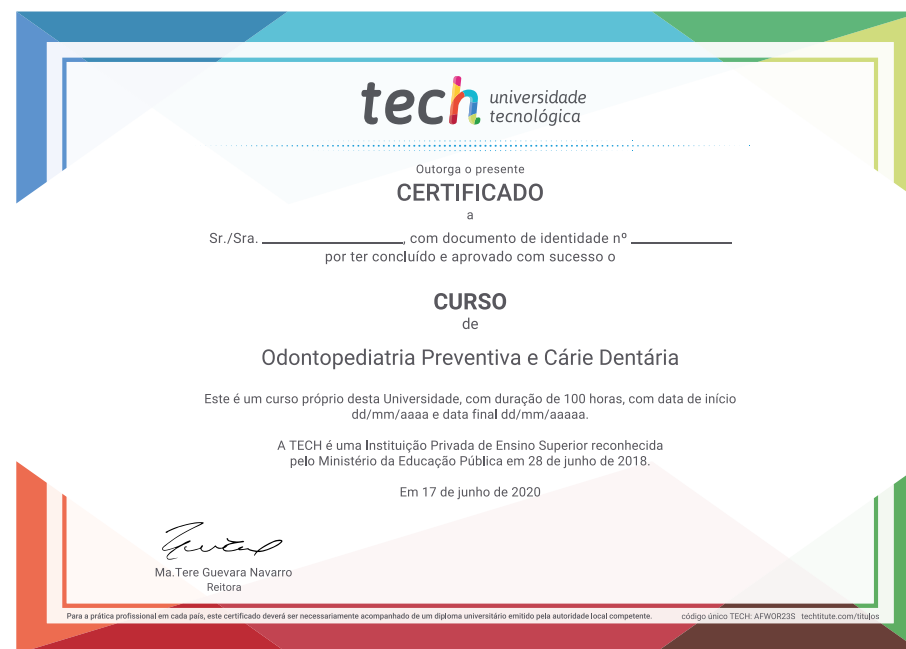 tech universidade
tecnológica
Outorga o presente
CERTIFICADO
a
Sr./Sra. ____________________, com documento de identidade nº ______________
por ter concluído e aprovado com sucesso o
CURSO
de
Odontopediatria Preventiva e Cárie Dentária
Este é um curso próprio desta Universidade, com duração de 100 horas, com data de início
dd/mm/aaaa e data final dd/mm/aaaaa.
A TECH é uma Instituição Privada de Ensino Superior reconhecida
pelo Ministério da Educação Pública em 28 de junho de 2018.
Em 17 de junho de 2020
Ma.Tere Guevara Navarro
Reitora
Para a prática profissional em cada país, este certificado deverá ser necessariamente acompanhado de um diploma universitário emitido pela autoridade local competente. código único TECH: AFWOR23S techtitute.com/titulos